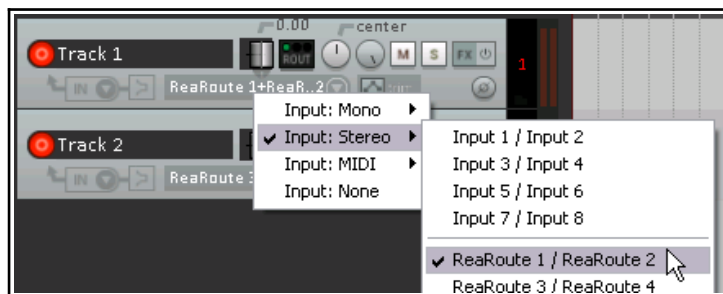 0.00 center
Track 1 ROUT M S FX 1
IN ReaRoute 1+ReaR..2 trim
Input: Mono
Input: Stereo
Input: MIDI
Input: None
Track 2
IN ReaRoute 3
Input 1 / Input 2
Input 3 / Input 4
Input 5 / Input 6
Input 7 / Input 8
ReaRoute 1 / ReaRoute 2
ReaRoute 3 / ReaRoute 4